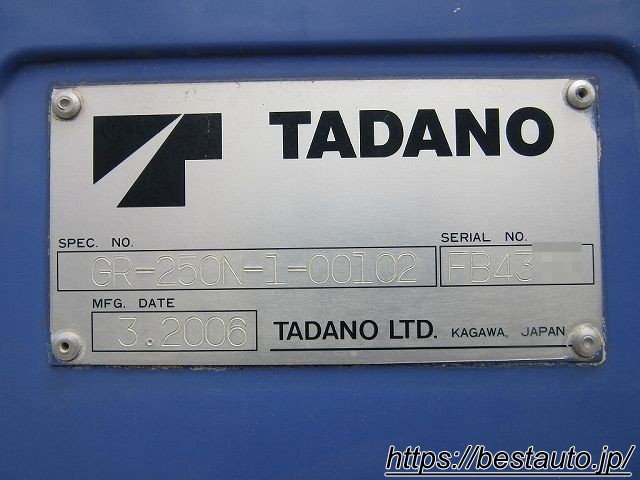 TADANO
SPEC. NO.
GR-250N-1-00102
SERIAL NO.
FB43
MFG. DATE
3.2006
TADANO LTD. KAGAWA, JAPAN
https://bestauto.jp/